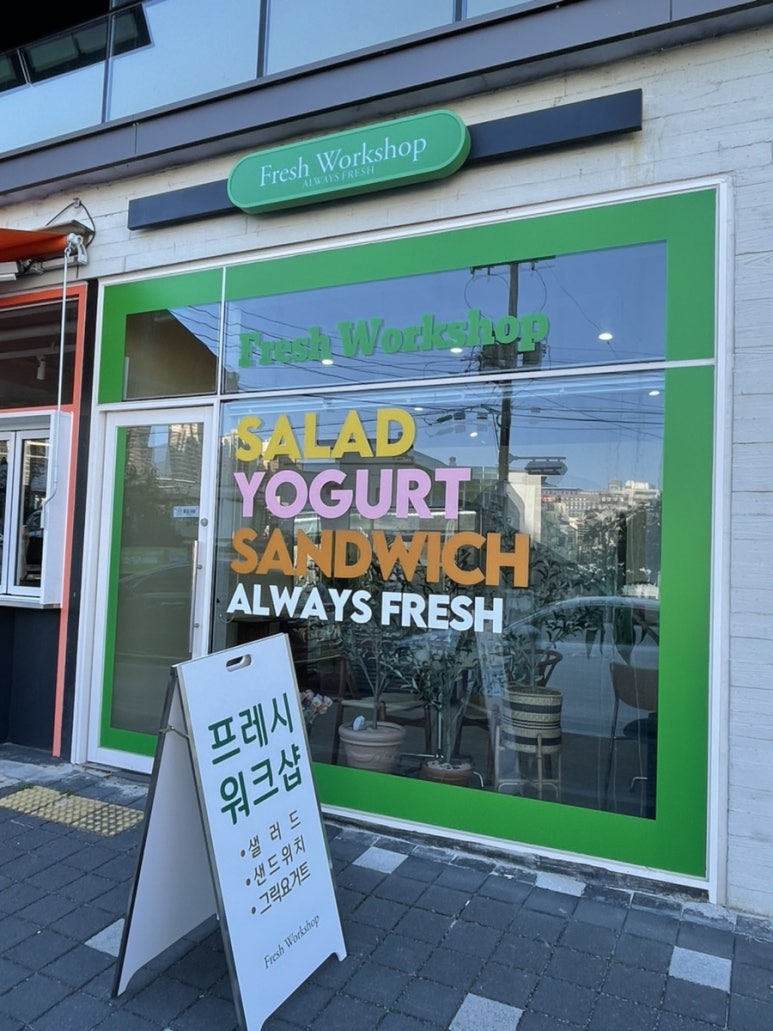 Fresh Workshop
ALWAYS FRESH
Fresh Workshop
SALAD
YOGURT
SANDWICH
ALWAYS FRESH
프레시
워크샵
• 샐러드
• 샌드위치
• 그릭요거트
Fresh Workshop